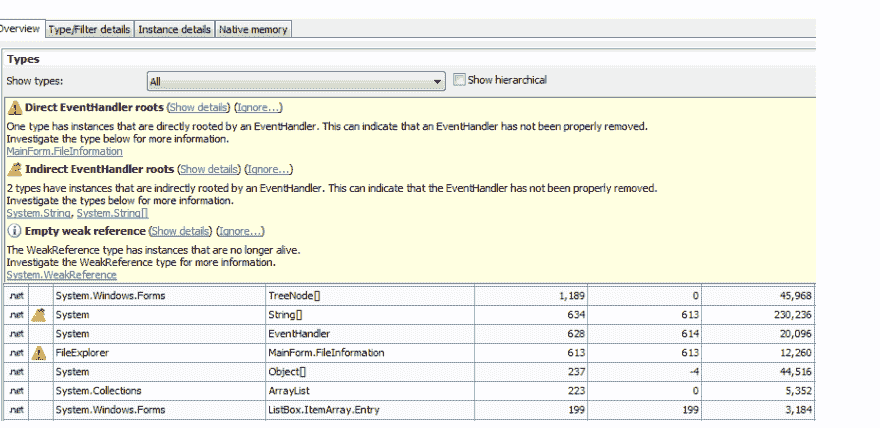 Overview Type/Filter details Instance details Native memory
Types
Show types: All Show hierarchical
Direct EventHandler roots (Show details) (Ignore...)
One type has instances that are directly rooted by an EventHandler. This can indicate that an EventHandler has not been properly removed.
Investigate the type below for more information.
MainForm.FileInformation
Indirect EventHandler roots (Show details) (Ignore...)
2 types have instances that are indirectly rooted by an EventHandler. This can indicate that the EventHandler has not been properly removed.
Investigate the types below for more information.
System.String, System.String[]
Empty weak reference (Show details) (Ignore...)
The WeakReference type has instances that are no longer alive.
Investigate the WeakReference type for more information.
System.WeakReference
.net System.Windows.Forms TreeNode[] 1,189 0 45,968
.net System String[] 634 613 230,236
.net System EventHandler 628 614 20,096
.net FileExplorer MainForm.FileInformation 613 613 12,260
.net System Object[] 237 -4 44,516
.net System.Collections ArrayList 223 0 5,352
.net System.Windows.Forms ListBox.ItemArray.Entry 199 199 3,184